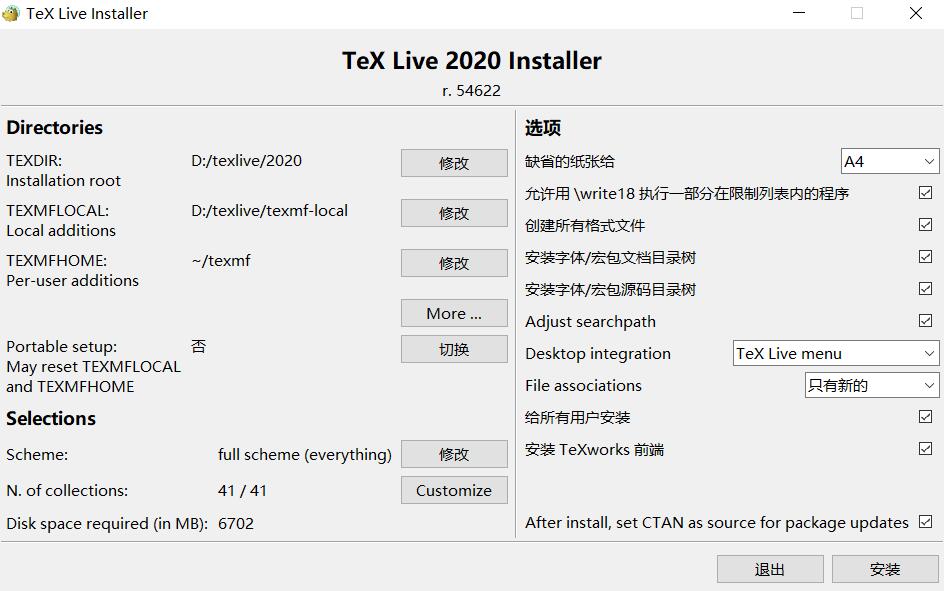 TeX Live Installer
TeX Live 2020 Installer
r. 54622
Directories
TEXDIR: D:/texlive/2020 修改
Installation root
TEXMFLOCAL: D:/texlive/texmf-local 修改
Local additions
TEXMFHOME: ~/texmf 修改
Per-user additions
More ...
Portable setup: 否 切换
May reset TEXMFLOCAL
and TEXMFHOME
Selections
Scheme: full scheme (everything) 修改
N. of collections: 41 / 41 Customize
Disk space required (in MB): 6702
选项
缺省的纸张给 A4
允许用 \write18 执行一部分在限制列表内的程序
创建所有格式文件
安装字体/宏包文档目录树
安装字体/宏包源码目录树
Adjust searchpath
Desktop integration TeX Live menu
File associations 只有新的
给所有用户安装
安装 TeXworks 前端
After install, set CTAN as source for package updates
退出 安装